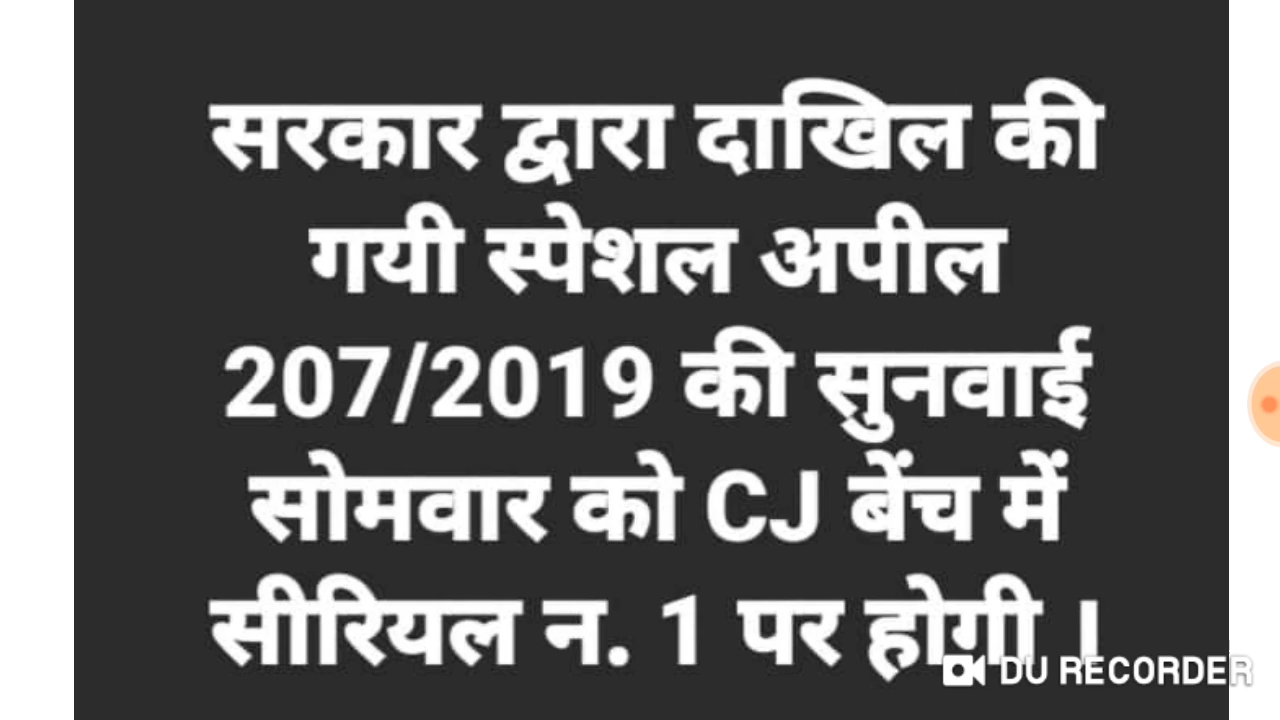 सरकार द्वारा दाखिल की
गयी स्पेशल अपील
207/2019 की सुनवाई
सोमवार को CJ बेंच में
सीरियल न. 1 पर होगी ।
DU RECORDER